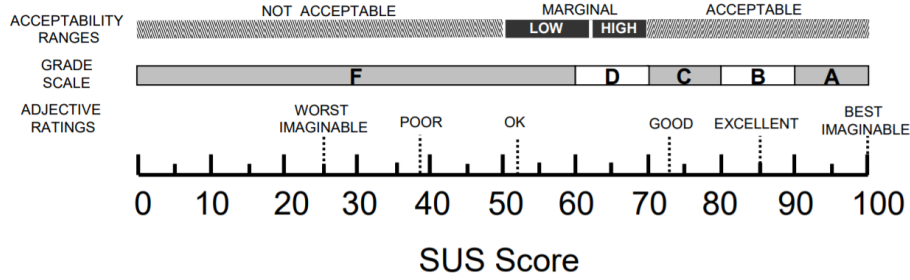 ACCEPTABILITY RANGES
NOT ACCEPTABLE
MARGINAL
ACCEPTABLE
LOW
HIGH
GRADE SCALE
F
D
C
B
A
ADJECTIVE RATINGS
WORST IMAGINABLE
POOR
OK
GOOD
EXCELLENT
BEST IMAGINABLE
0 10 20 30 40 50 60 70 80 90 100
SUS Score